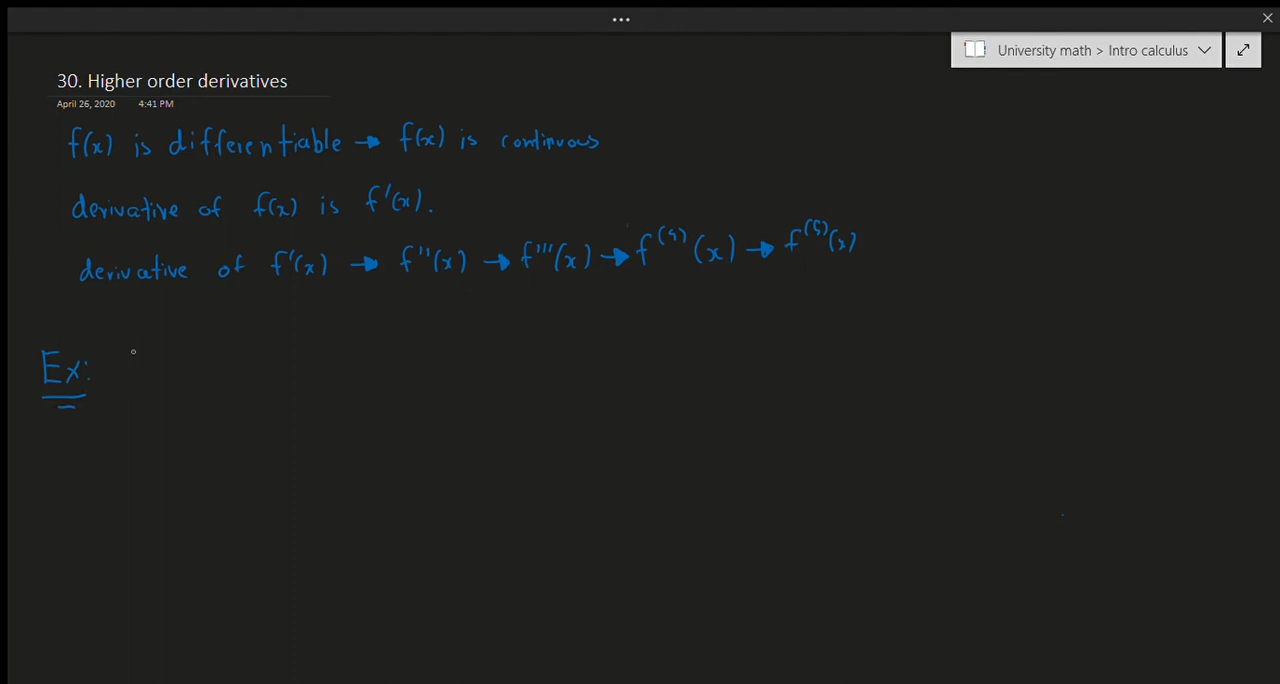 •••
University math > Intro calculus
30. Higher order derivatives
April 26, 2020 4:41 PM
f(x) is differentiable → f(x) is continuous
derivative of f(x) is f'(x).
derivative of f'(x) → f''(x) → f'''(x) → f⁽⁴⁾(x) → f⁽⁵⁾(x)
Ex: